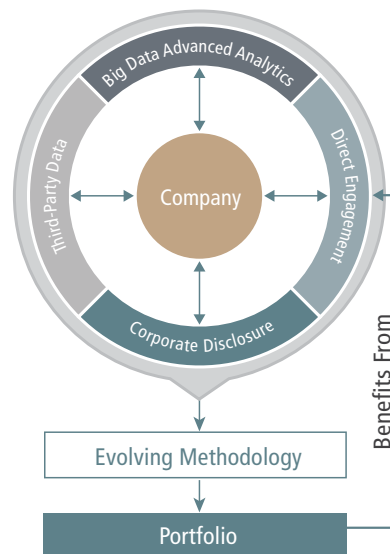 Big Data Advanced Analytics
Third-Party Data
Company
Direct Engagement
Corporate Disclosure
Benefits From
Evolving Methodology
Portfolio